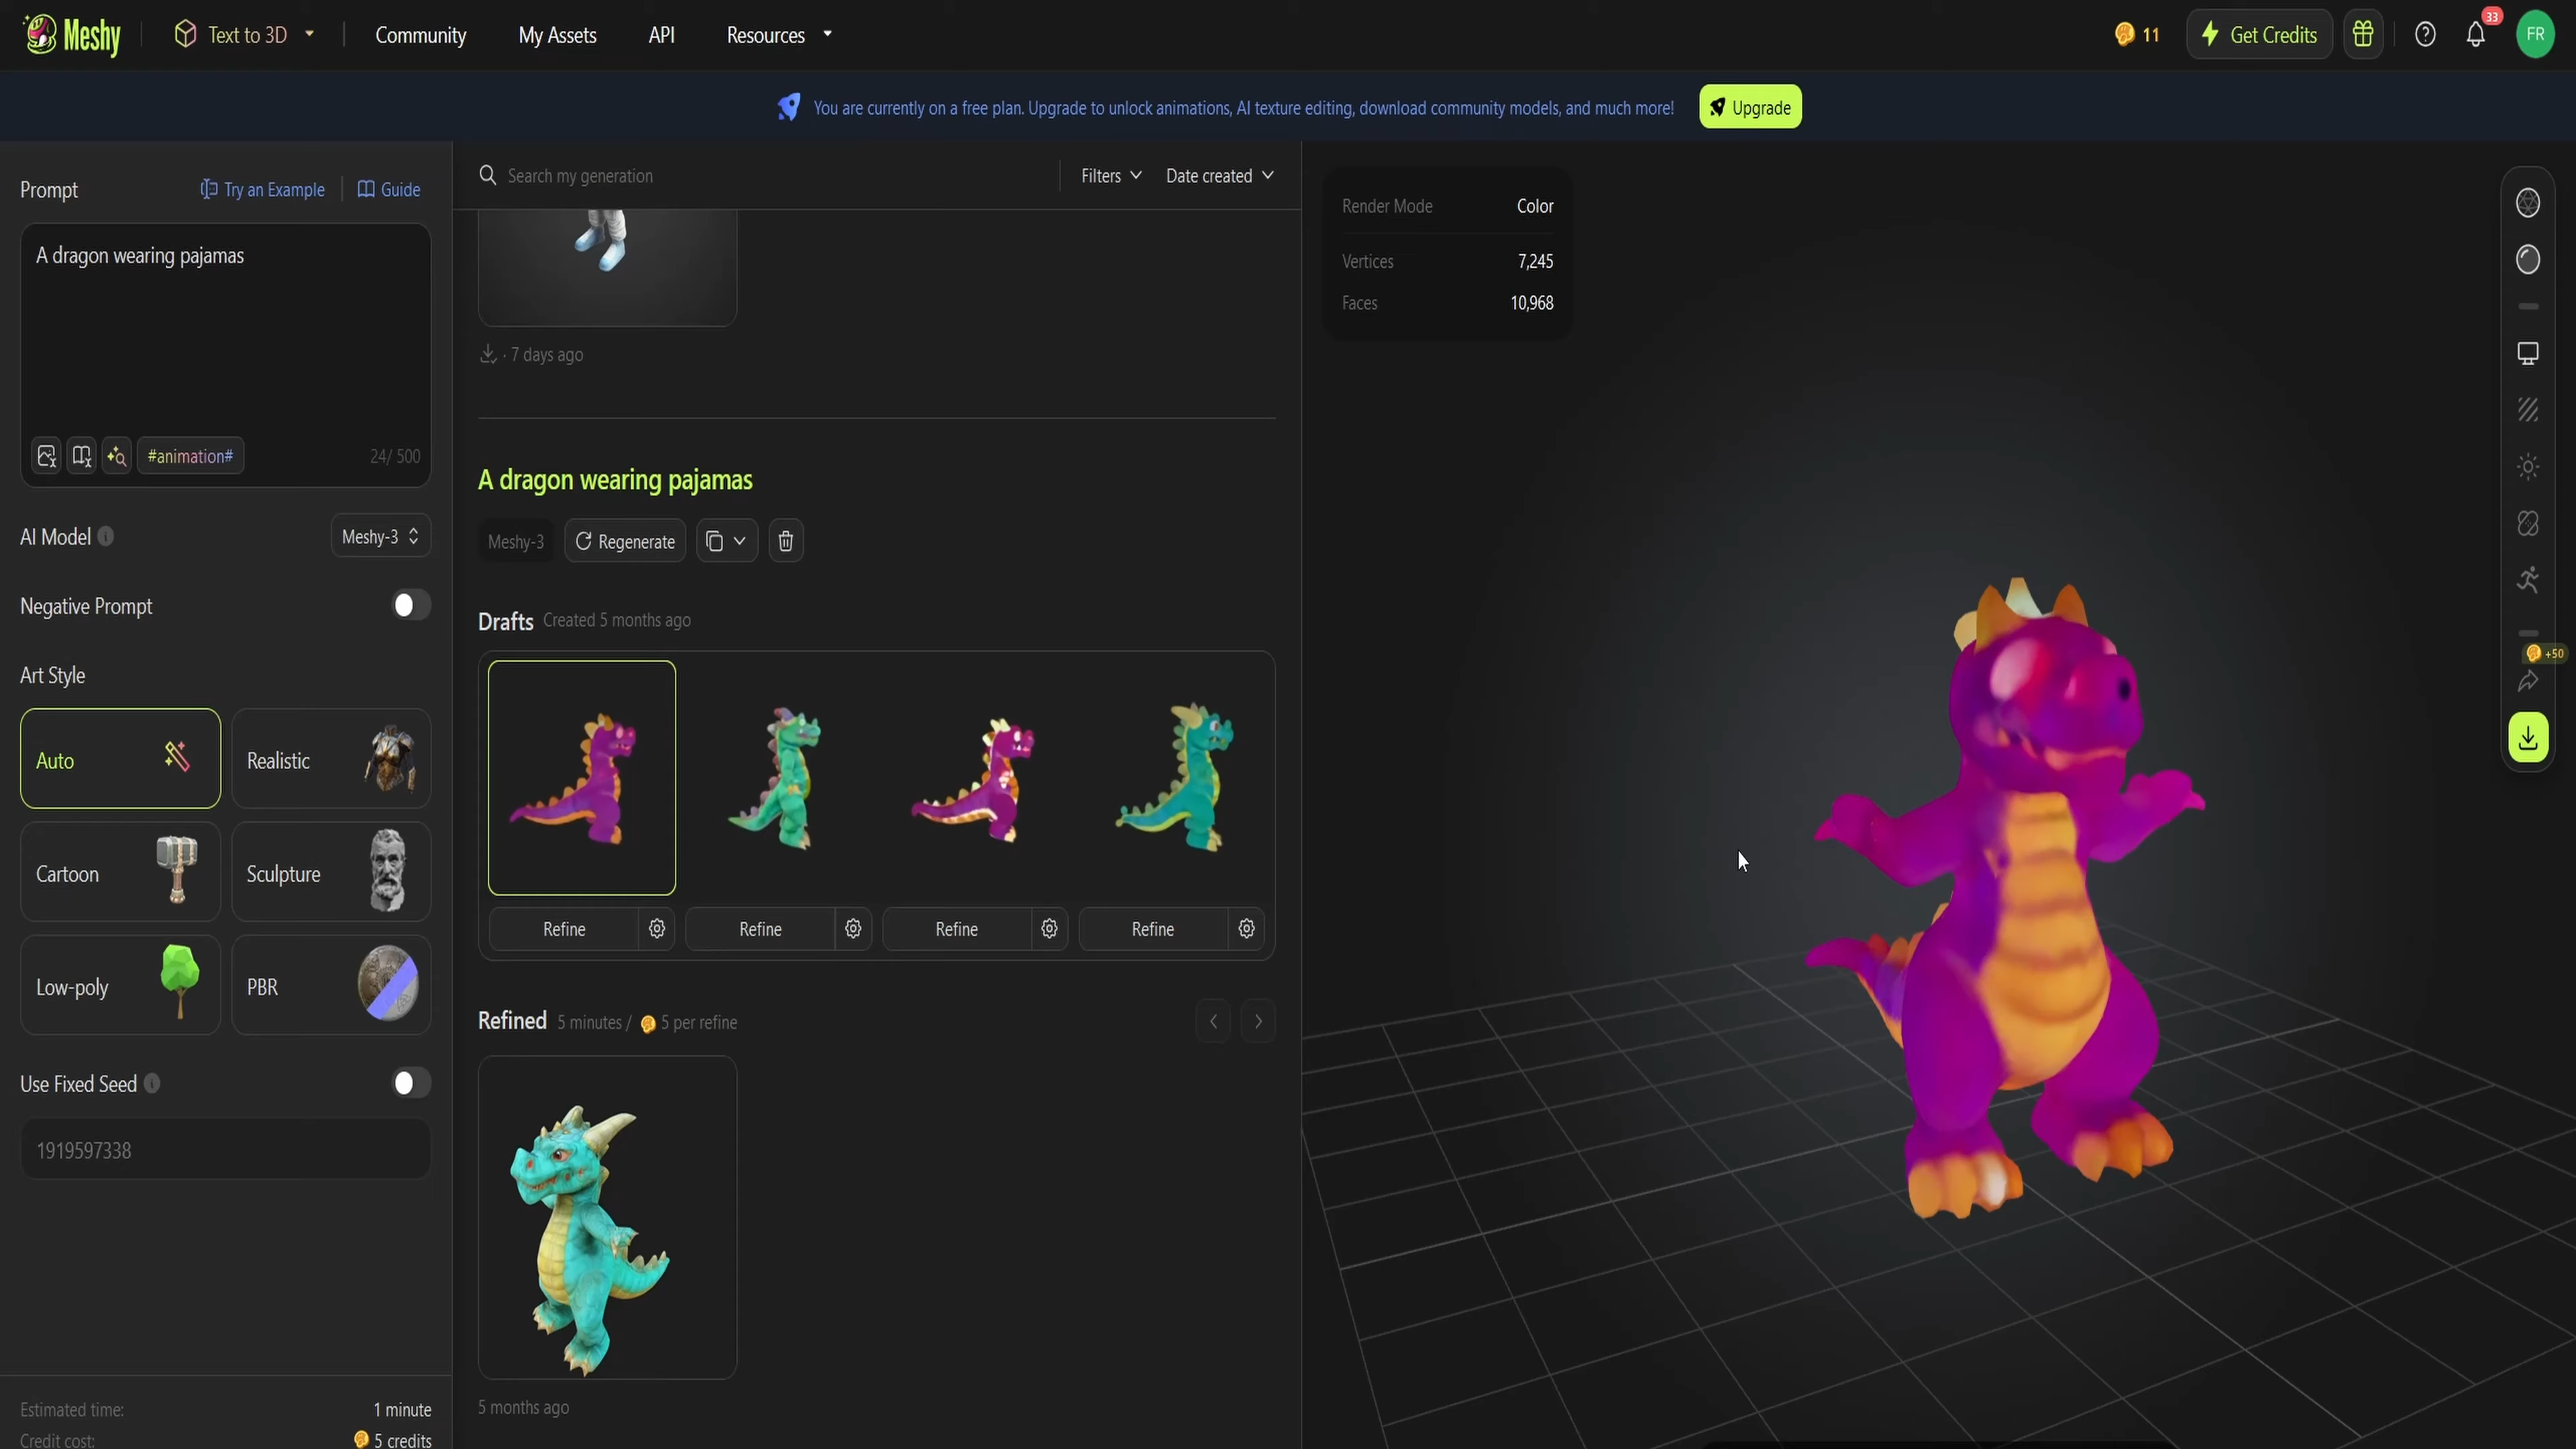 Meshy
Text to 3D
Community
My Assets
API
Resources
11
Get Credits
33
FR
You are currently on a free plan. Upgrade to unlock animations, AI texture editing, download community models, and much more!
Upgrade
Prompt
Try an Example
Guide
A dragon wearing pajamas
#animation#
24/ 500
AI Model
Meshy-3
Negative Prompt
Art Style
Auto
Realistic
Cartoon
Sculpture
Low-poly
PBR
Use Fixed Seed
1919597338
Estimated time:
1 minute
Credit cost:
5 credits
Search my generation
Filters
Date created
· 7 days ago
A dragon wearing pajamas
Meshy-3
Regenerate
Drafts
Created 5 months ago
Refine
Refine
Refine
Refine
Refined
5 minutes /
5 per refine
5 months ago
Render Mode
Color
Vertices
7,245
Faces
10,968
+50